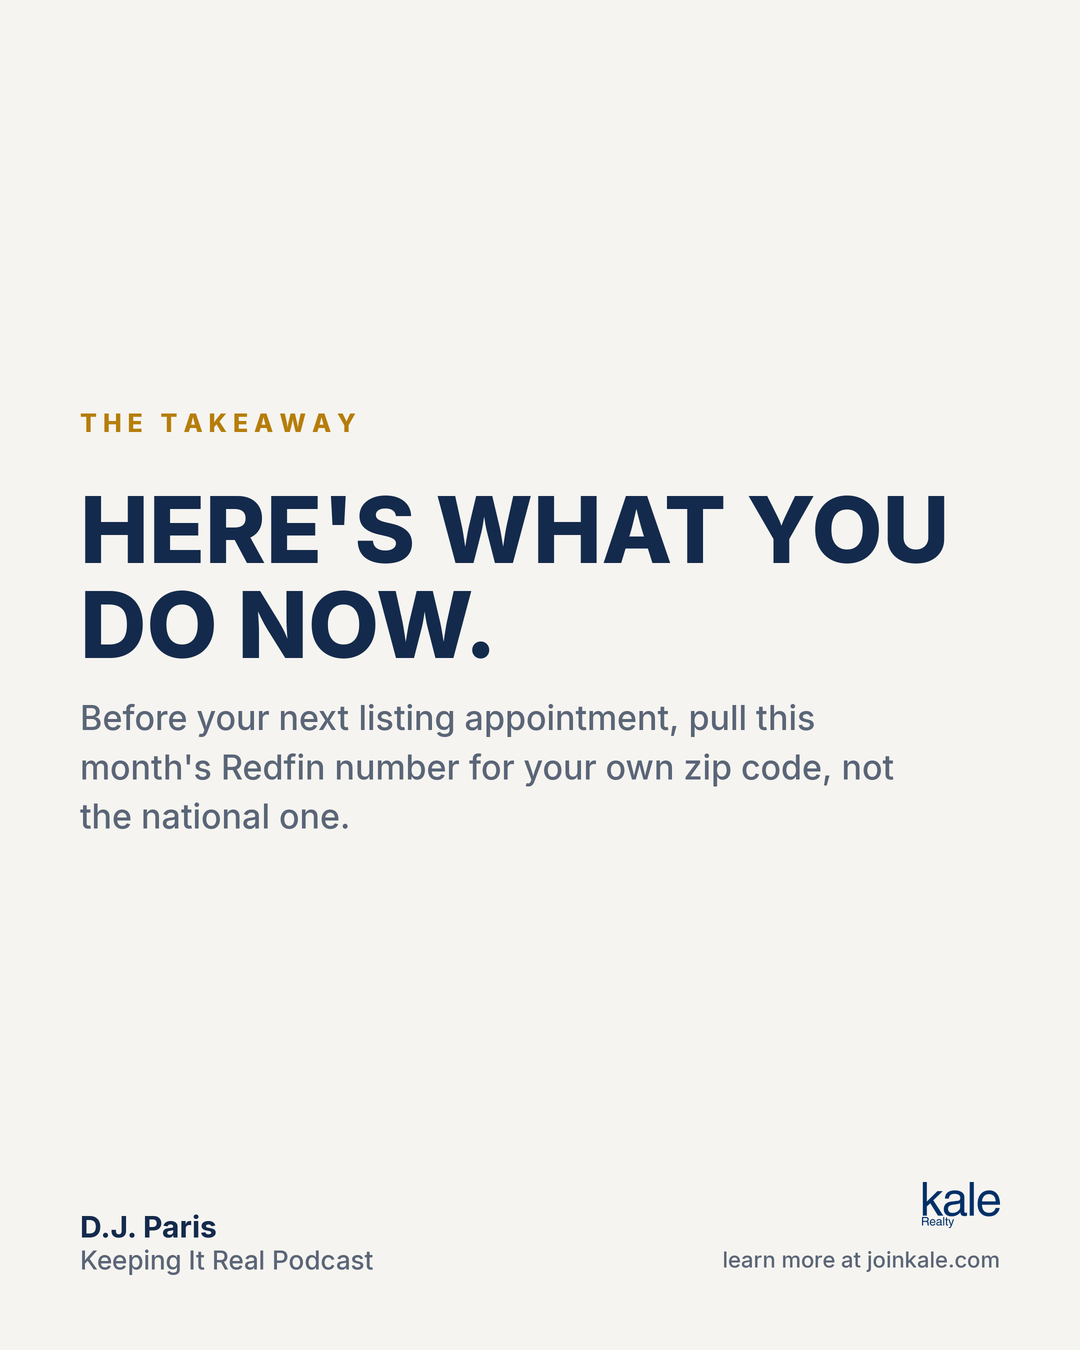 THE TAKEAWAY
HERE'S WHAT YOU
DO NOW.
Before your next listing appointment, pull this
month's Redfin number for your own zip code, not
the national one.
D.J. Paris
Keeping It Real Podcast
kale
Realty
learn more at joinkale.com